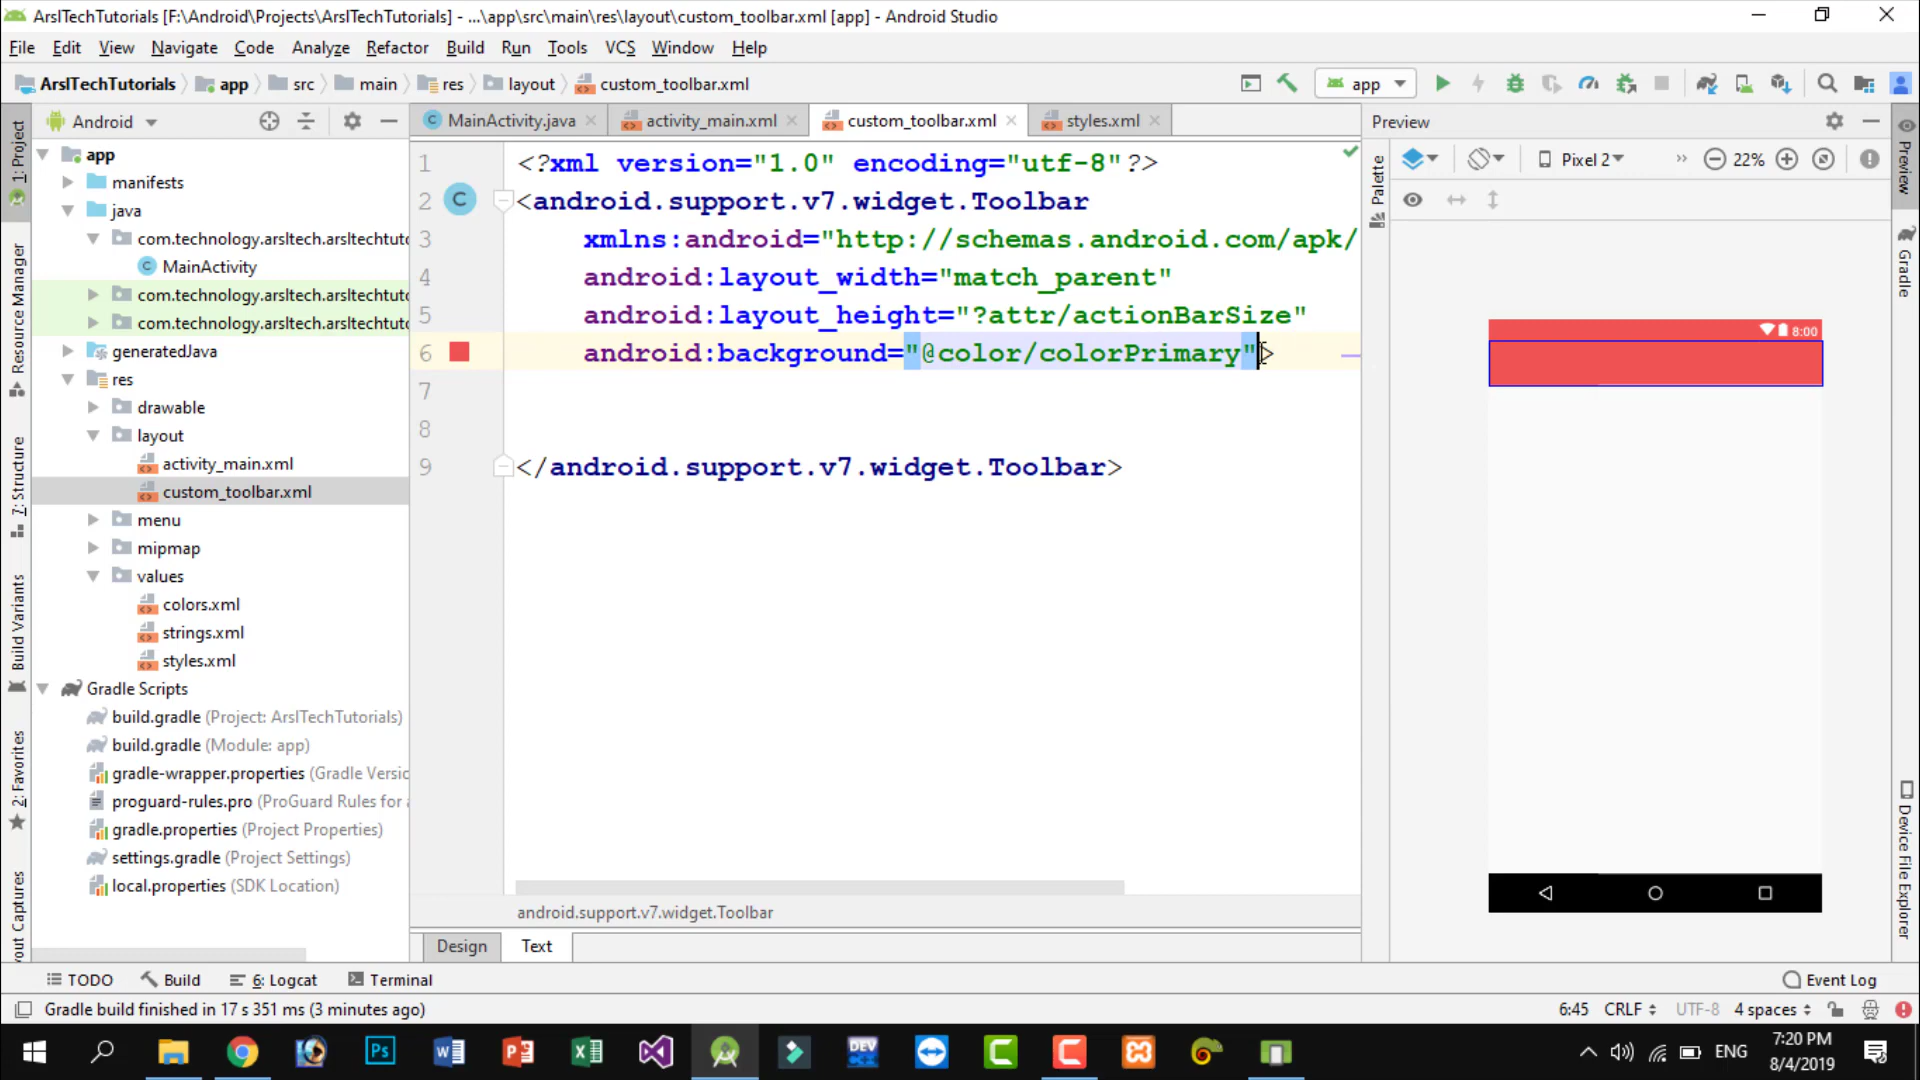 ArslTechTutorials [F:\Android\Projects\ArslTechTutorials] - ...\app\src\main\res\layout\custom_toolbar.xml [app] - Android Studio
File Edit View Navigate Code Analyze Refactor Build Run Tools VCS Window Help
ArslTechTutorials app src main res layout custom_toolbar.xml
app
Android
MainActivity.java activity_main.xml custom_toolbar.xml styles.xml
Preview
Pixel 2
22%
app
manifests
java
com.technology.arsltech.arsltechtuto
MainActivity
com.technology.arsltech.arsltechtuto
com.technology.arsltech.arsltechtuto
generatedJava
res
drawable
layout
activity_main.xml
custom_toolbar.xml
menu
mipmap
values
colors.xml
strings.xml
styles.xml
Gradle Scripts
build.gradle (Project: ArslTechTutorials)
build.gradle (Module: app)
gradle-wrapper.properties (Gradle Versio
proguard-rules.pro (ProGuard Rules for a
gradle.properties (Project Properties)
settings.gradle (Project Settings)
local.properties (SDK Location)
1: Project
Resource Manager
7: Structure
Build Variants
2: Favorites
out Captures
1 <?xml version="1.0" encoding="utf-8"?>
2 <android.support.v7.widget.Toolbar
3 xmlns:android="http://schemas.android.com/apk/
4 android:layout_width="match_parent"
5 android:layout_height="?attr/actionBarSize"
6 android:background="@color/colorPrimary">
7
8
9 </android.support.v7.widget.Toolbar>
android.support.v7.widget.Toolbar
Design Text
Palette
8:00
Preview
Gradle
Device File Explorer
TODO Build 6: Logcat Terminal Event Log
Gradle build finished in 17 s 351 ms (3 minutes ago)
6:45 CRLF UTF-8 4 spaces
ENG
7:20 PM
8/4/2019